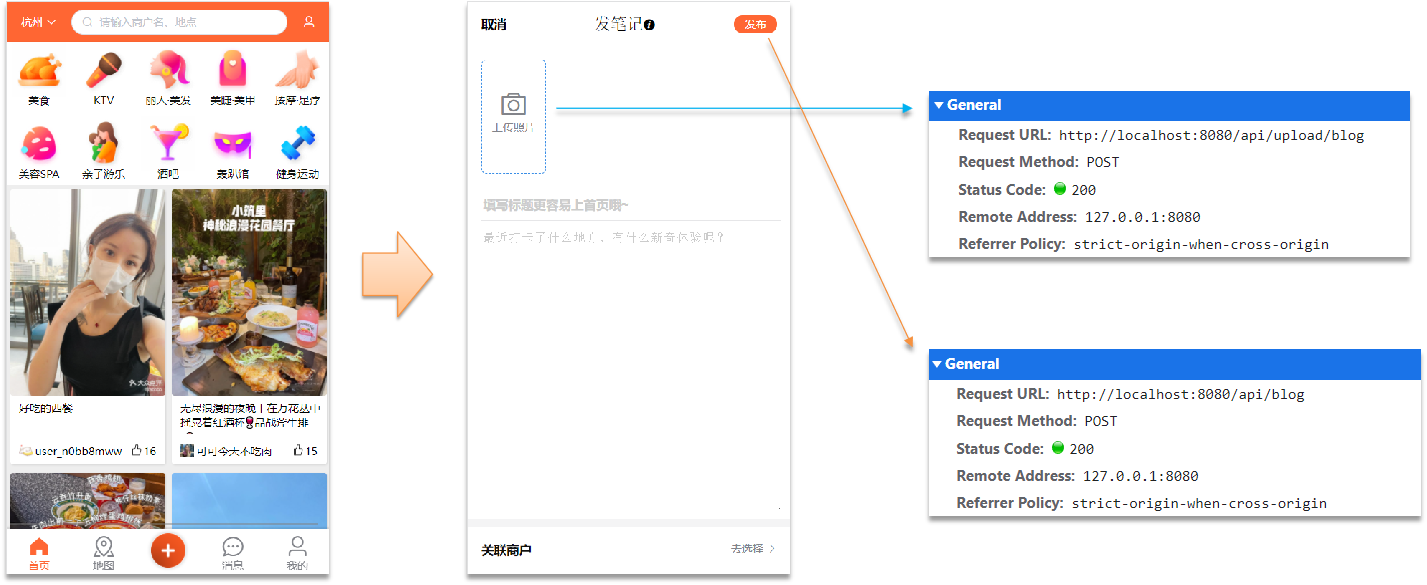 杭州
请输入商户名、地点
美食
KTV
丽人·美发
美睫·美甲
按摩·足疗
美容SPA
亲子游乐
酒吧
轰趴馆
健身运动
小筑里
神秘浪漫花园餐厅
大众点评
好吃的西餐
user_n0bb8mww
16
无尽浪漫的夜晚丨在万花丛中
摇晃着红酒杯🍷品战斧牛排
可可今天不吃肉
15
首页
地图
消息
我的
取消
发笔记
发布
上传照片
填写标题更容易上首页哦~
最近打卡了什么地方，有什么新奇体验呢？
关联商户
去选择 >
General
Request URL: http://localhost:8080/api/upload/blog
Request Method: POST
Status Code: 200
Remote Address: 127.0.0.1:8080
Referrer Policy: strict-origin-when-cross-origin
General
Request URL: http://localhost:8080/api/blog
Request Method: POST
Status Code: 200
Remote Address: 127.0.0.1:8080
Referrer Policy: strict-origin-when-cross-origin